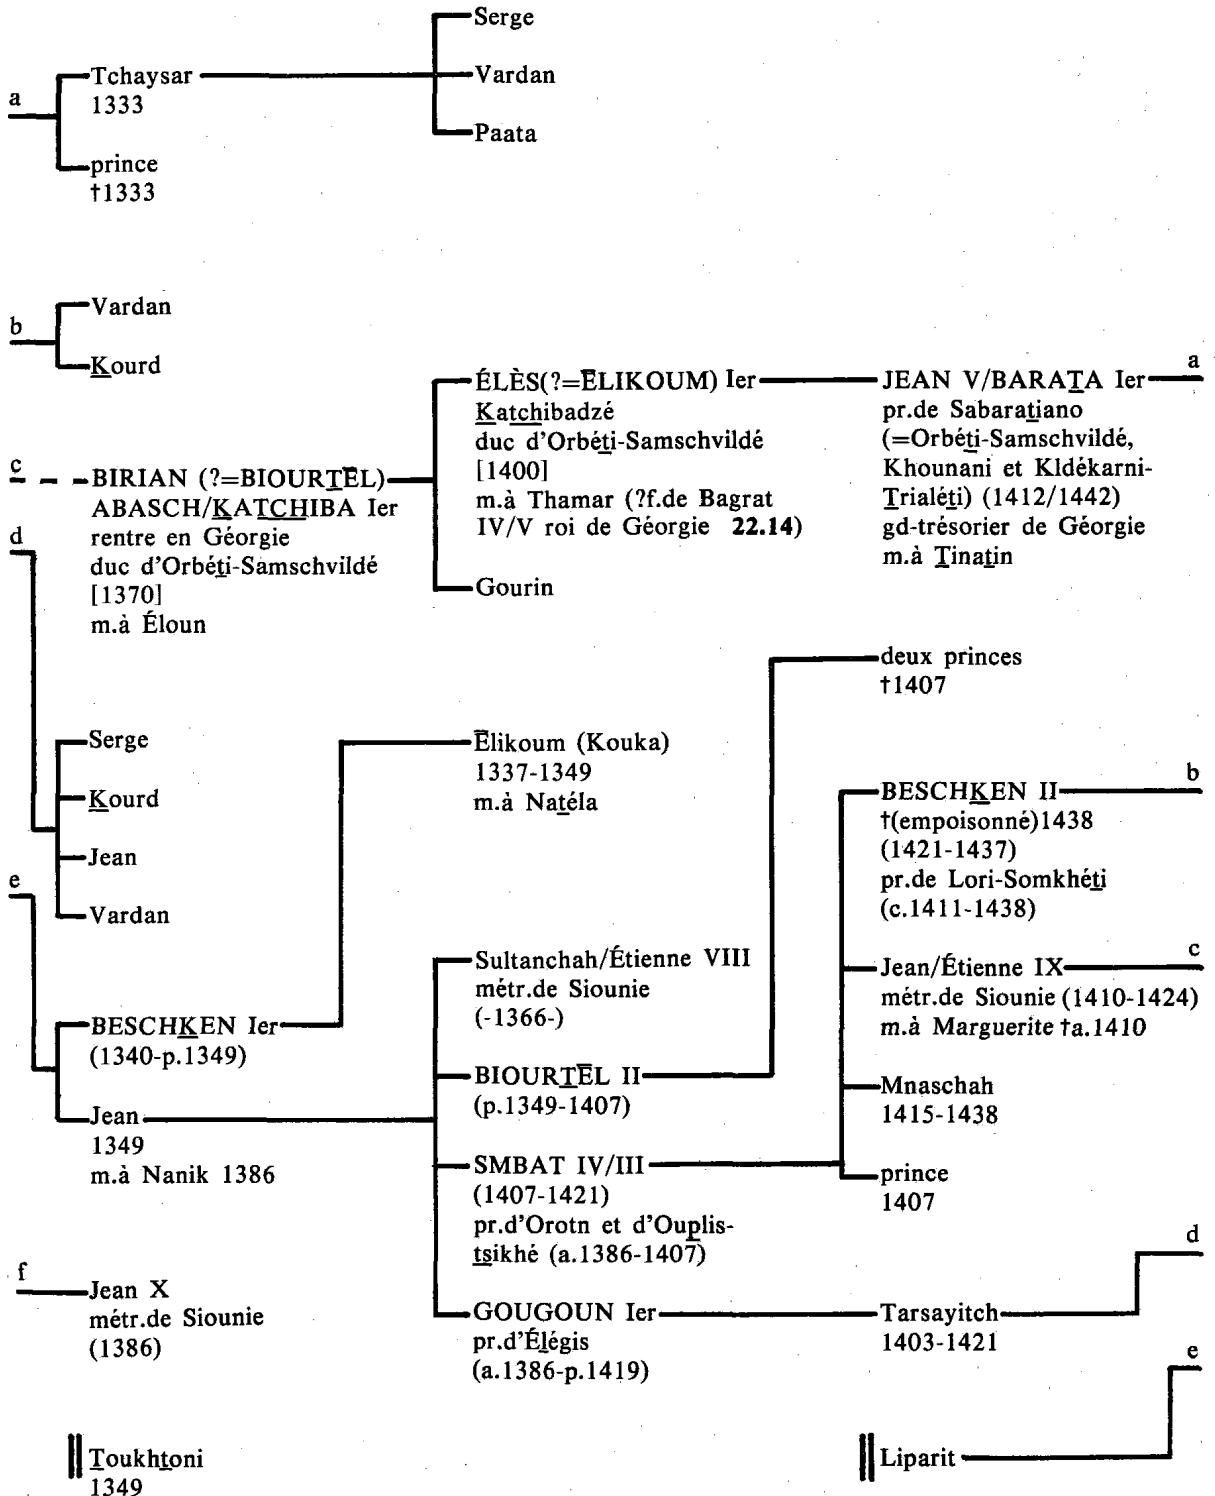 Serge
a
Tchaysar
1333
Vardan
Paata
prince
†1333
b
Vardan
Kourd
c
BIRIAN (?=BIOURTĒL)
ABASCH/KATCHIBA Ier
rentre en Géorgie
duc d'Orbéti-Samschvildé
[1370]
m.à Éloun
ÉLÈS(?=ĒLIKOUM) Ier
Katchibadzé
duc d'Orbéti-Samschvildé
[1400]
m.à Thamar (?f.de Bagrat
IV/V roi de Géorgie 22.14)
Gourin
JEAN V/BARATA Ier
a
pr.de Sabaratiano
(=Orbéti-Samschvildé,
Khounani et Kldékarni-
Trialéti) (1412/1442)
gd-trésorier de Géorgie
m.à Tinatin
d
Serge
Kourd
Jean
Vardan
e
BESCHKEN Ier
(1340-p.1349)
Jean
1349
m.à Nanik 1386
Ēlikoum (Kouka)
1337-1349
m.à Natéla
Sultanchah/Étienne VIII
métr.de Siounie
(-1366-)
BIOURTĒL II
(p.1349-1407)
SMBAT IV/III
(1407-1421)
pr.d'Orotn et d'Ouplis-
tsikhé (a.1386-1407)
GOUGOUN Ier
pr.d'Élégis
(a.1386-p.1419)
deux princes
†1407
BESCHKEN II
b
†(empoisonné)1438
(1421-1437)
pr.de Lori-Somkhéti
(c.1411-1438)
Jean/Étienne IX
c
métr.de Siounie (1410-1424)
m.à Marguerite †a.1410
Mnaschah
1415-1438
prince
1407
Tarsayitch
d
1403-1421
f
Jean X
métr.de Siounie
(1386)
Toukhtoni
1349
Liparit
e